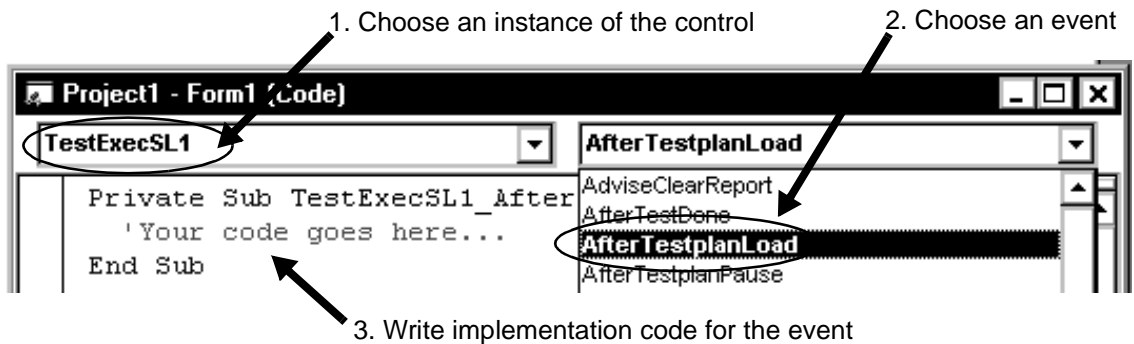 1. Choose an instance of the control
2. Choose an event
Project1 - Form1 (Code)
TestExecSL1
AfterTestplanLoad
Private Sub TestExecSL1_After
'Your code goes here...
End Sub
AdviseClearReport
AfterTestDone
AfterTestplanLoad
AfterTestplanPause
3. Write implementation code for the event